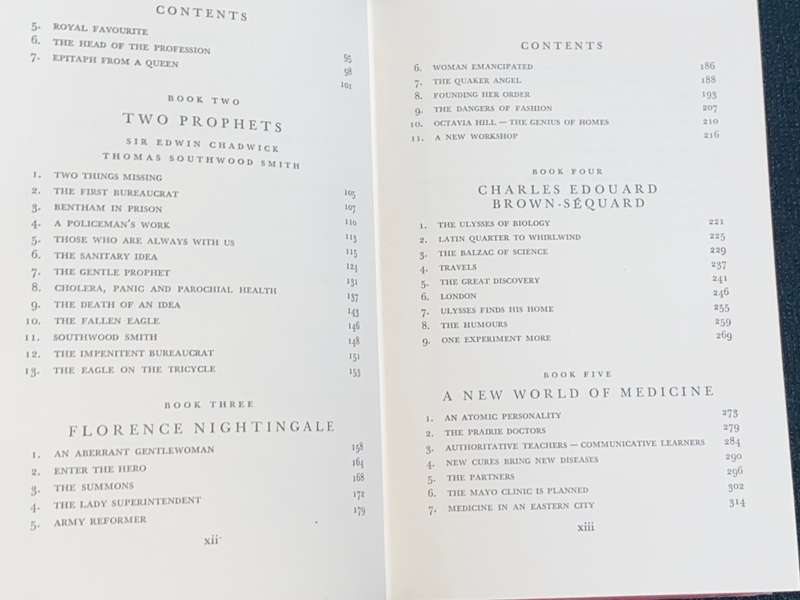 CONTENTS
5. ROYAL FAVOURITE 95
6. THE HEAD OF THE PROFESSION 98
7. EPITAPH FROM A QUEEN 101
BOOK TWO
TWO PROPHETS
SIR EDWIN CHADWICK
THOMAS SOUTHWOOD SMITH
1. TWO THINGS MISSING 105
2. THE FIRST BUREAUCRAT 107
3. BENTHAM IN PRISON 110
4. A POLICEMAN'S WORK 113
5. THOSE WHO ARE ALWAYS WITH US 115
6. THE SANITARY IDEA 124
7. THE GENTLE PROPHET 131
8. CHOLERA, PANIC AND PAROCHIAL HEALTH 137
9. THE DEATH OF AN IDEA 143
10. THE FALLEN EAGLE 146
11. SOUTHWOOD SMITH 148
12. THE IMPENITENT BUREAUCRAT 151
13. THE EAGLE ON THE TRICYCLE 153
BOOK THREE
FLORENCE NIGHTINGALE
1. AN ABERRANT GENTLEWOMAN 158
2. ENTER THE HERO 164
3. THE SUMMONS 168
4. THE LADY SUPERINTENDENT 172
5. ARMY REFORMER 179
xii
CONTENTS
6. WOMAN EMANCIPATED 186
7. THE QUAKER ANGEL 188
8. FOUNDING HER ORDER 193
9. THE DANGERS OF FASHION 207
10. OCTAVIA HILL — THE GENIUS OF HOMES 210
11. A NEW WORKSHOP 216
BOOK FOUR
CHARLES EDOUARD
BROWN-SÉQUARD
1. THE ULYSSES OF BIOLOGY 221
2. LATIN QUARTER TO WHIRLWIND 225
3. THE BALZAC OF SCIENCE 229
4. TRAVELS 237
5. THE GREAT DISCOVERY 241
6. LONDON 246
7. ULYSSES FINDS HIS HOME 255
8. THE HUMOURS 259
9. ONE EXPERIMENT MORE 269
BOOK FIVE
A NEW WORLD OF MEDICINE
1. AN ATOMIC PERSONALITY 273
2. THE PRAIRIE DOCTORS 279
3. AUTHORITATIVE TEACHERS — COMMUNICATIVE LEARNERS 284
4. NEW CURES BRING NEW DISEASES 290
5. THE PARTNERS 296
6. THE MAYO CLINIC IS PLANNED 302
7. MEDICINE IN AN EASTERN CITY 314
xiii